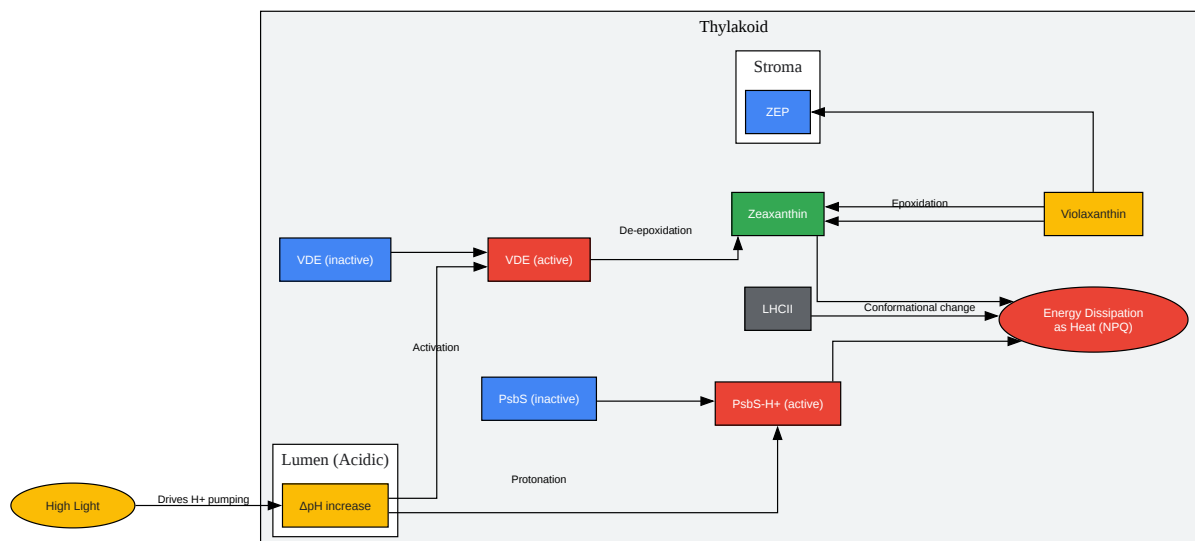 Thylakoid
Stroma
ZEP
Zeaxanthin
Epoxidation
Violaxanthin
De-epoxidation
VDE (inactive)
VDE (active)
LHCII
Conformational change
Energy Dissipation
as Heat (NPQ)
Activation
PsbS (inactive)
PsbS-H+ (active)
Lumen (Acidic)
Protonation
High Light
Drives H+ pumping
ΔpH increase